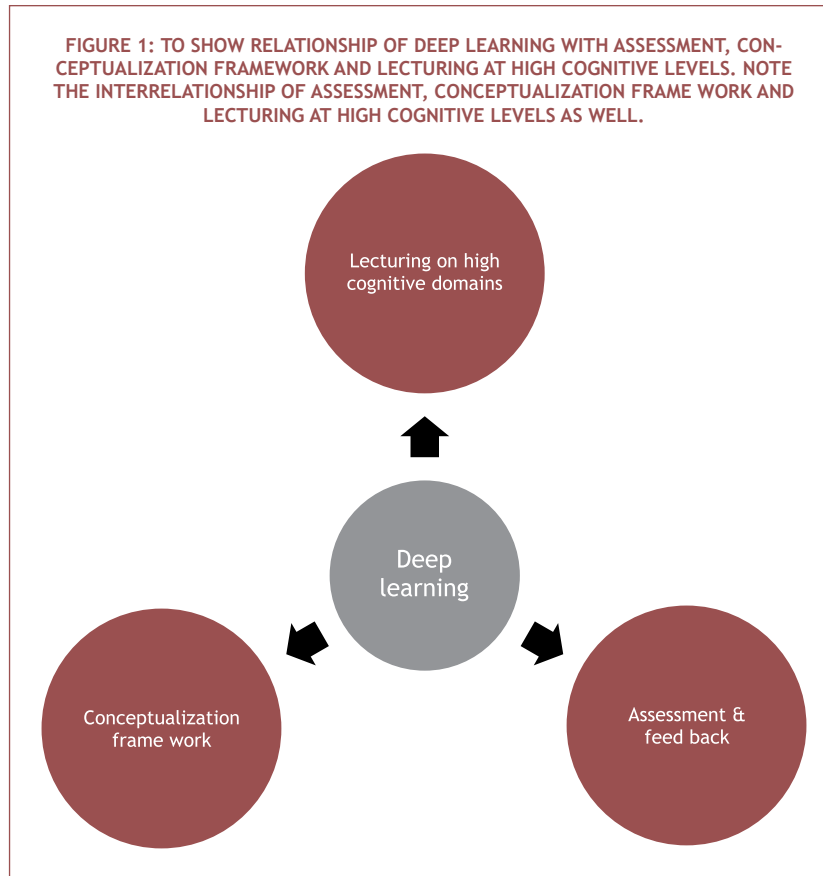 FIGURE 1: TO SHOW RELATIONSHIP OF DEEP LEARNING WITH ASSESSMENT, CON-
CEPTUALIZATION FRAMEWORK AND LECTURING AT HIGH COGNITIVE LEVELS. NOTE
THE INTERRELATIONSHIP OF ASSESSMENT, CONCEPTUALIZATION FRAME WORK AND
LECTURING AT HIGH COGNITIVE LEVELS AS WELL.
Lecturing on high
cognitive domains
Deep
learning
Conceptualization
frame work
Assessment &
feed back